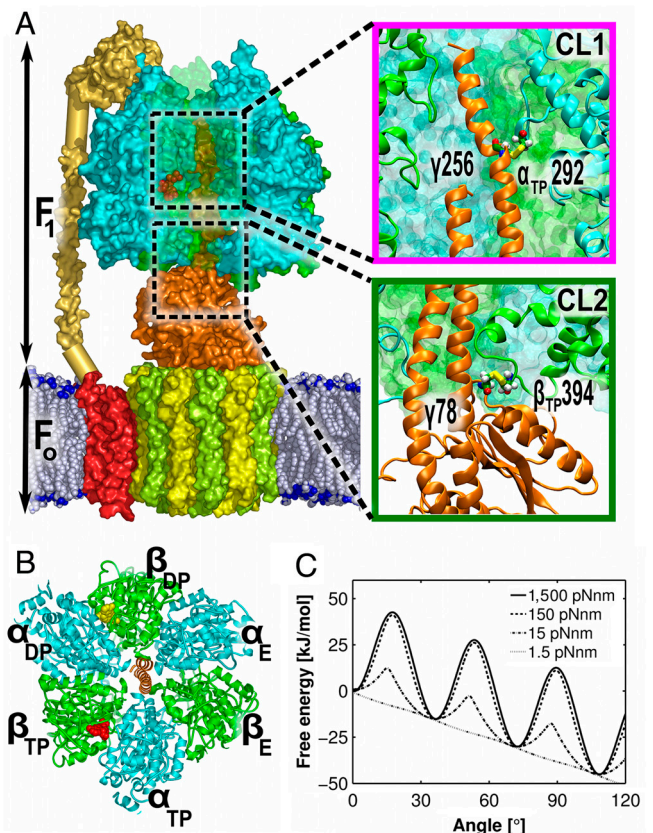 A
F1
Fo
CL1
γ256
αTP292
CL2
γ78
βTP394
B
βDP
αDP
αE
βTP
βE
αTP
C
Free energy [kJ/mol]
50
25
0
−25
−50
1,500 pNnm
150 pNnm
15 pNnm
1.5 pNnm
0 30 60 90 120
Angle [°]